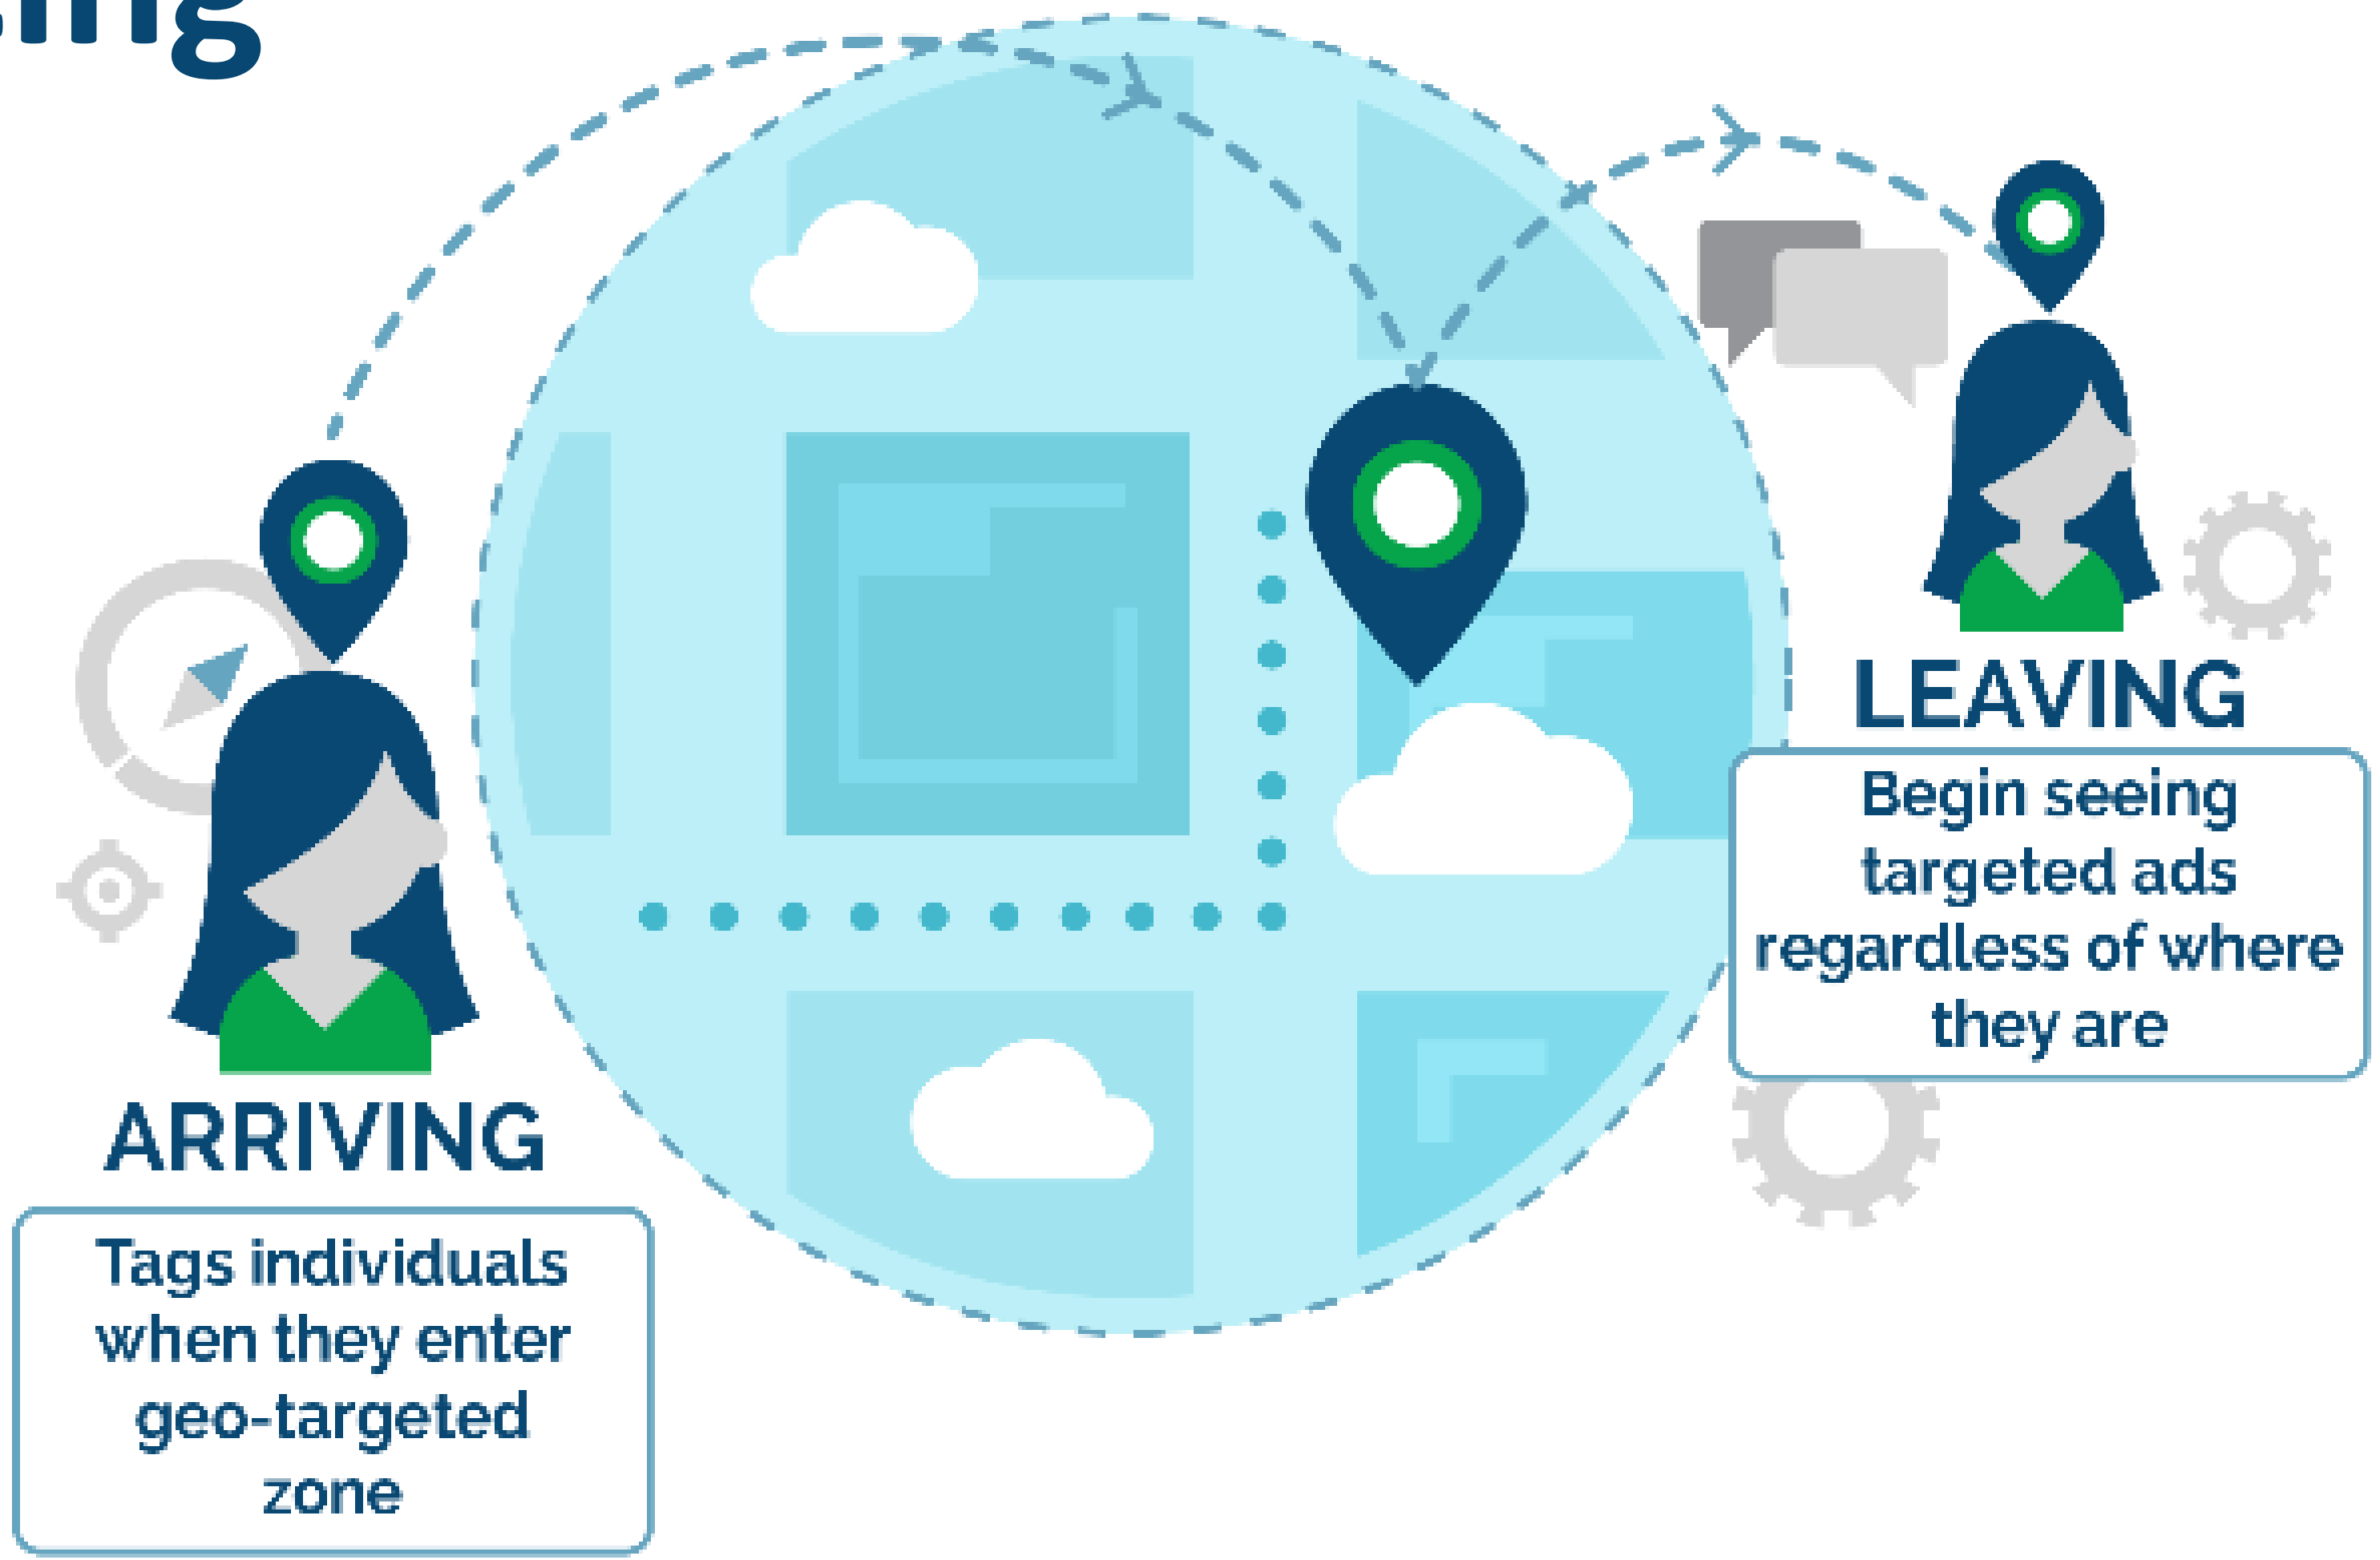 ARRIVING
Tags individuals
when they enter
geo-targeted
zone
LEAVING
Begin seeing
targeted ads
regardless of where
they are